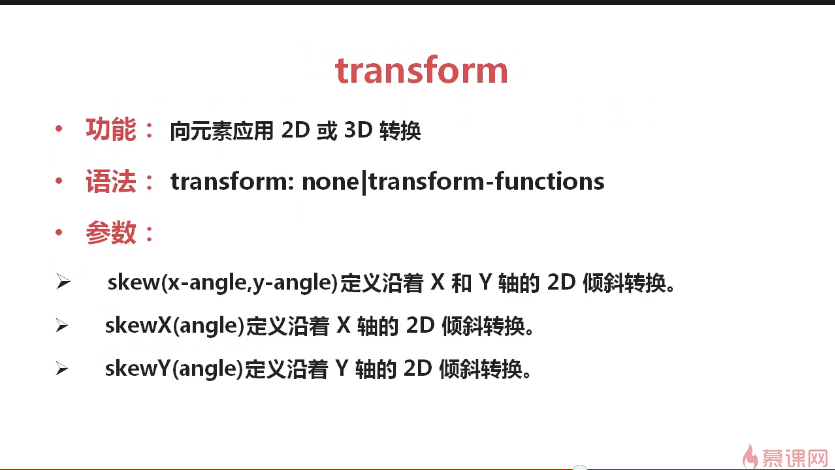 transform
• 功能： 向元素应用 2D 或 3D 转换
• 语法： transform: none|transform-functions
• 参数：
➢ skew(x-angle,y-angle)定义沿着 X 和 Y 轴的 2D 倾斜转换。
➢ skewX(angle)定义沿着 X 轴的 2D 倾斜转换。
➢ skewY(angle)定义沿着 Y 轴的 2D 倾斜转换。
慕课网